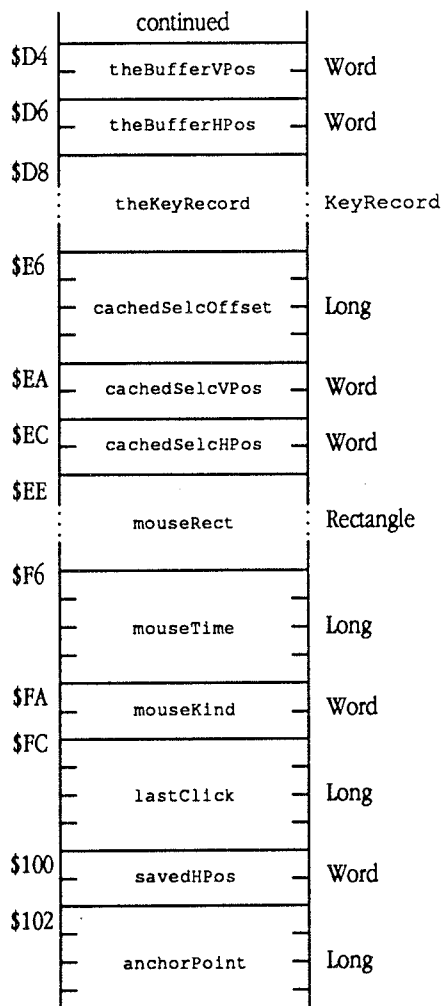 continued
$D4 theBufferVPos Word
$D6 theBufferHPos Word
$D8
theKeyRecord KeyRecord
$E6
cachedSelcOffset Long
$EA cachedSelcVPos Word
$EC cachedSelcHPos Word
$EE
mouseRect Rectangle
$F6
mouseTime Long
$FA mouseKind Word
$FC
lastClick Long
$100 savedHPos Word
$102
anchorPoint Long